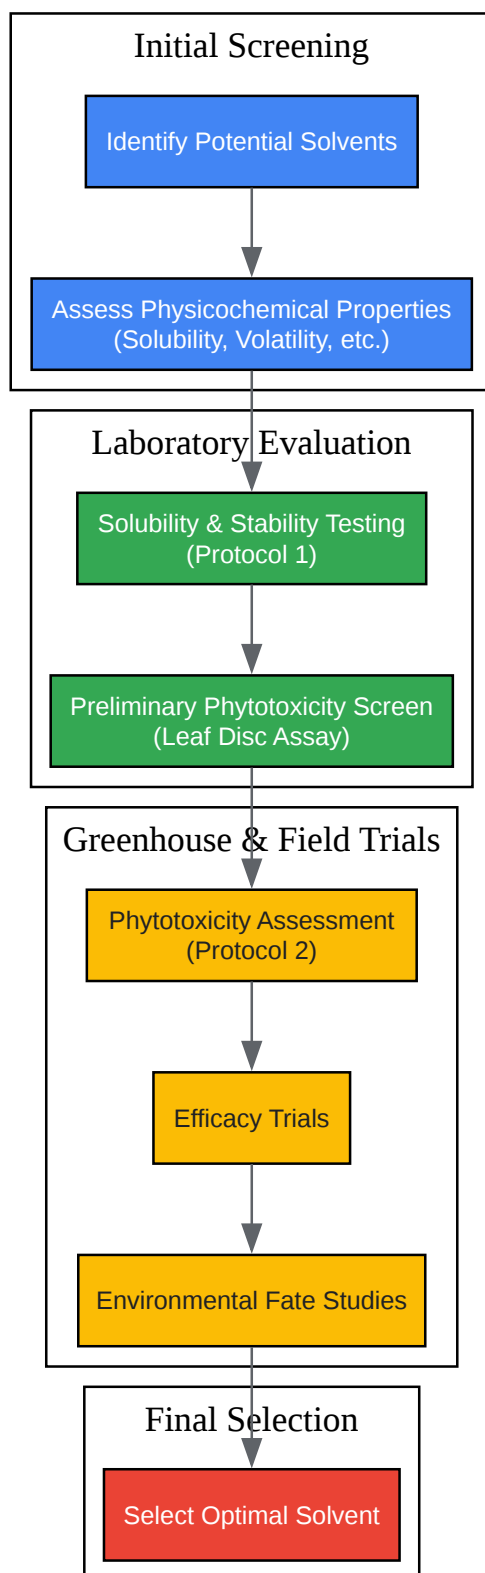 Initial Screening
Identify Potential Solvents
Assess Physicochemical Properties
(Solubility, Volatility, etc.)
Laboratory Evaluation
Solubility & Stability Testing
(Protocol 1)
Preliminary Phytotoxicity Screen
(Leaf Disc Assay)
Greenhouse & Field Trials
Phytotoxicity Assessment
(Protocol 2)
Efficacy Trials
Environmental Fate Studies
Final Selection
Select Optimal Solvent